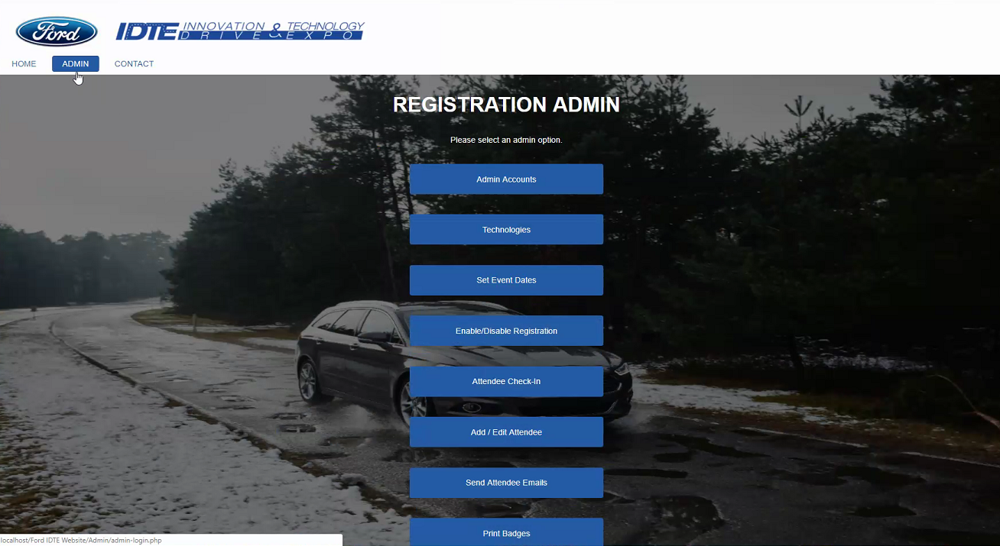 Ford
IDTE INNOVATION & TECHNOLOGY
DRIVE & EXPO
HOME ADMIN CONTACT
REGISTRATION ADMIN
Please select an admin option.
Admin Accounts
Technologies
Set Event Dates
Enable/Disable Registration
Attendee Check-In
Add / Edit Attendee
Send Attendee Emails
Print Badges
localhost/Ford IDTE Website/Admin/admin-login.php